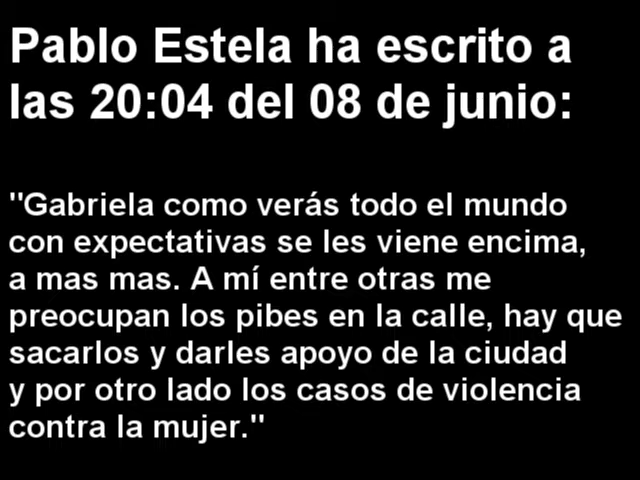 Pablo Estela ha escrito a
las 20:04 del 08 de junio:
"Gabriela como verás todo el mundo
con expectativas se les viene encima,
a mas mas. A mí entre otras me
preocupan los pibes en la calle, hay que
sacarlos y darles apoyo de la ciudad
y por otro lado los casos de violencia
contra la mujer."